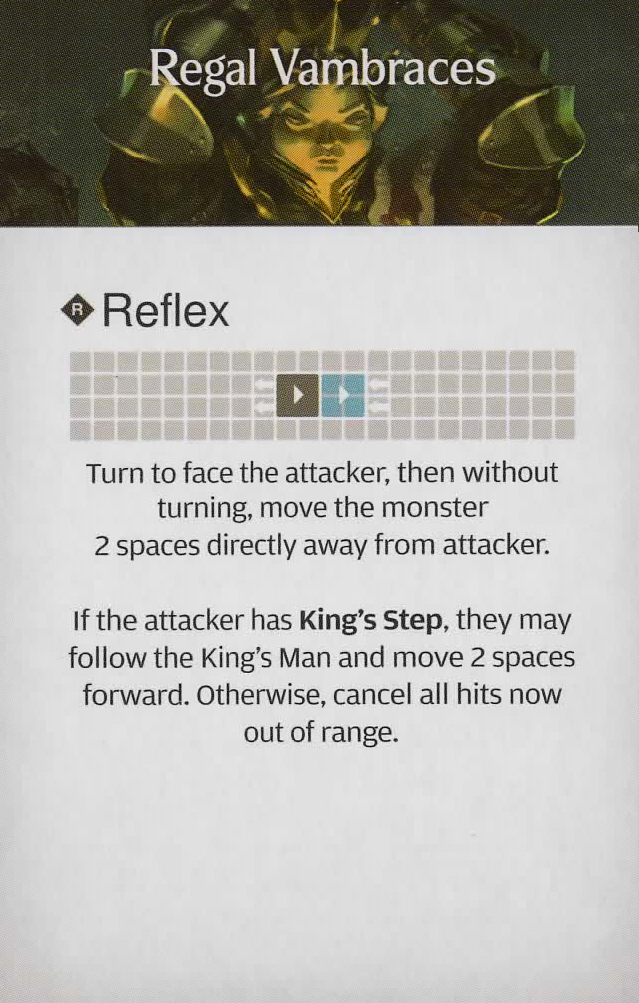 Regal Vambraces
R Reflex
Turn to face the attacker, then without
turning, move the monster
2 spaces directly away from attacker.
If the attacker has King's Step, they may
follow the King's Man and move 2 spaces
forward. Otherwise, cancel all hits now
out of range.